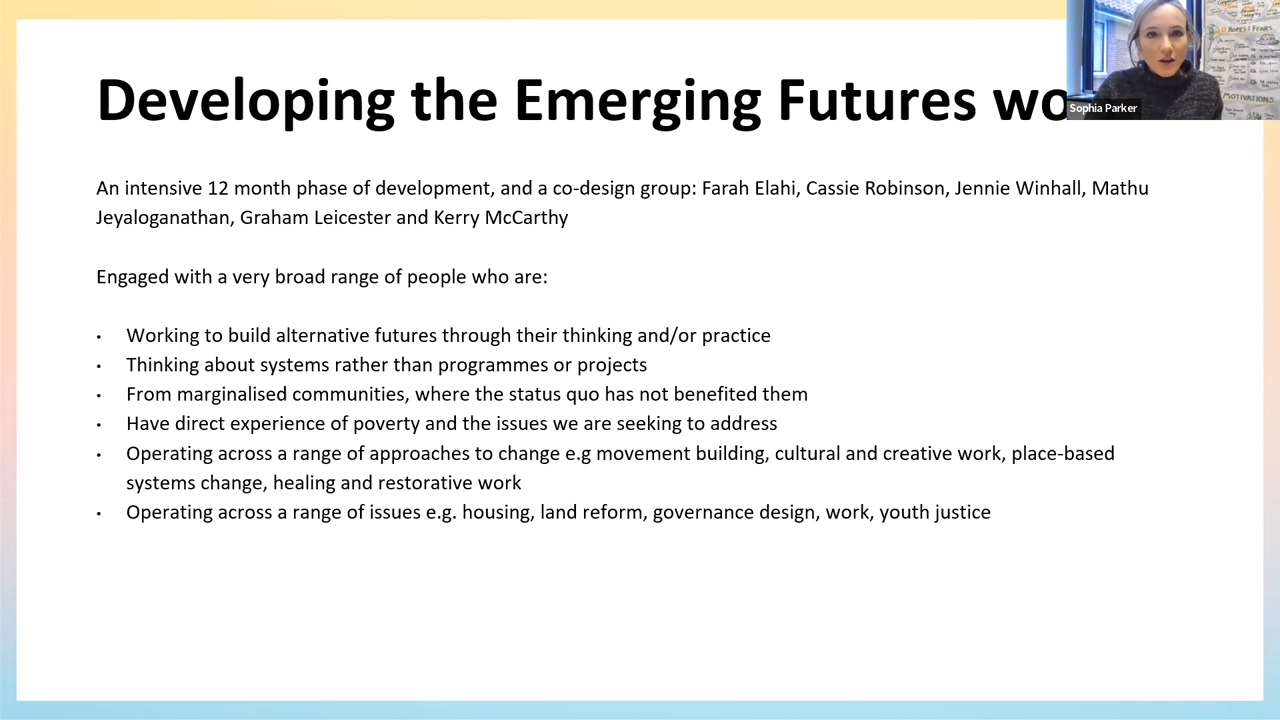 Developing the Emerging Futures wo
Sophia Parker
HOPES & FEARS
MOTIVATIONS
An intensive 12 month phase of development, and a co-design group: Farah Elahi, Cassie Robinson, Jennie Winhall, Mathu
Jeyaloganathan, Graham Leicester and Kerry McCarthy
Engaged with a very broad range of people who are:
• Working to build alternative futures through their thinking and/or practice
• Thinking about systems rather than programmes or projects
• From marginalised communities, where the status quo has not benefited them
• Have direct experience of poverty and the issues we are seeking to address
• Operating across a range of approaches to change e.g movement building, cultural and creative work, place-based
systems change, healing and restorative work
• Operating across a range of issues e.g. housing, land reform, governance design, work, youth justice